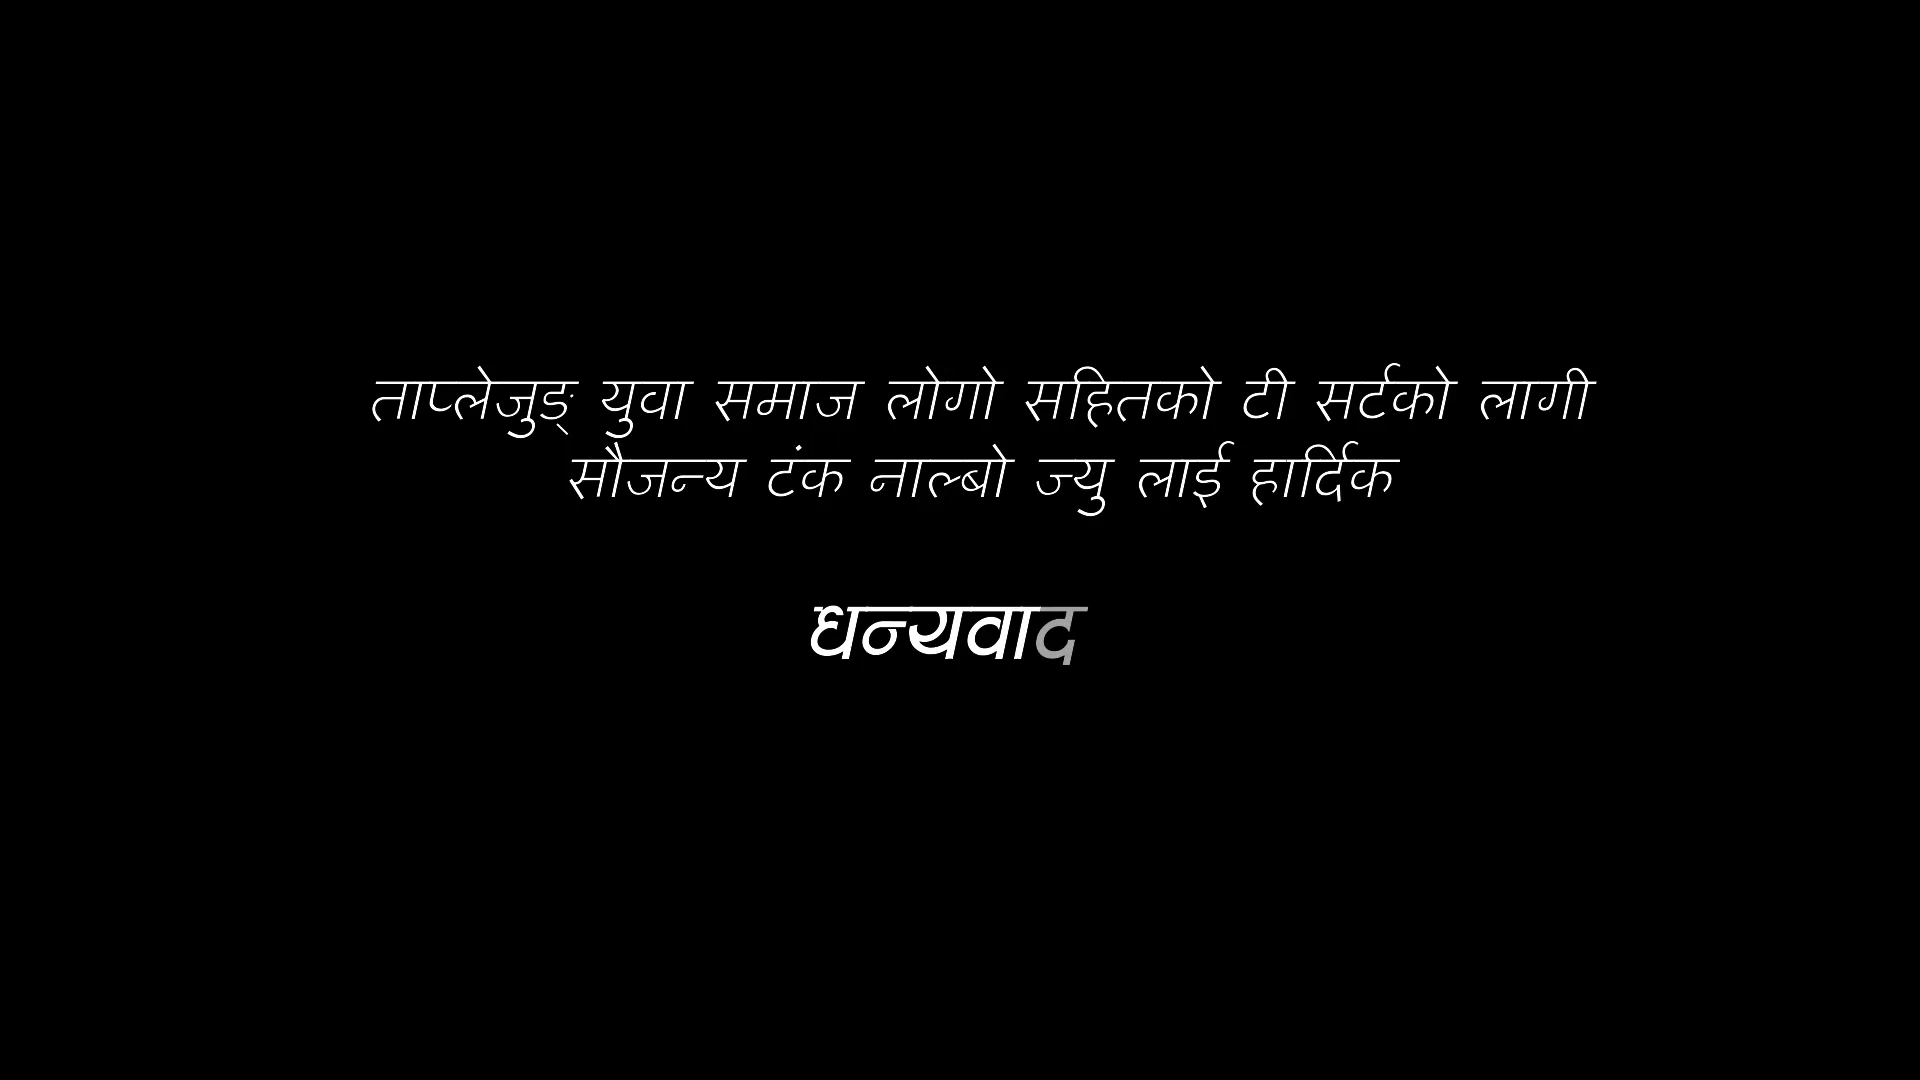 ताप्लेजुङ् युवा समाज लोगो सहितको टी सर्टको लागी
सौजन्य टंक नाल्बो ज्यु लाई हार्दिक
धन्यवाद